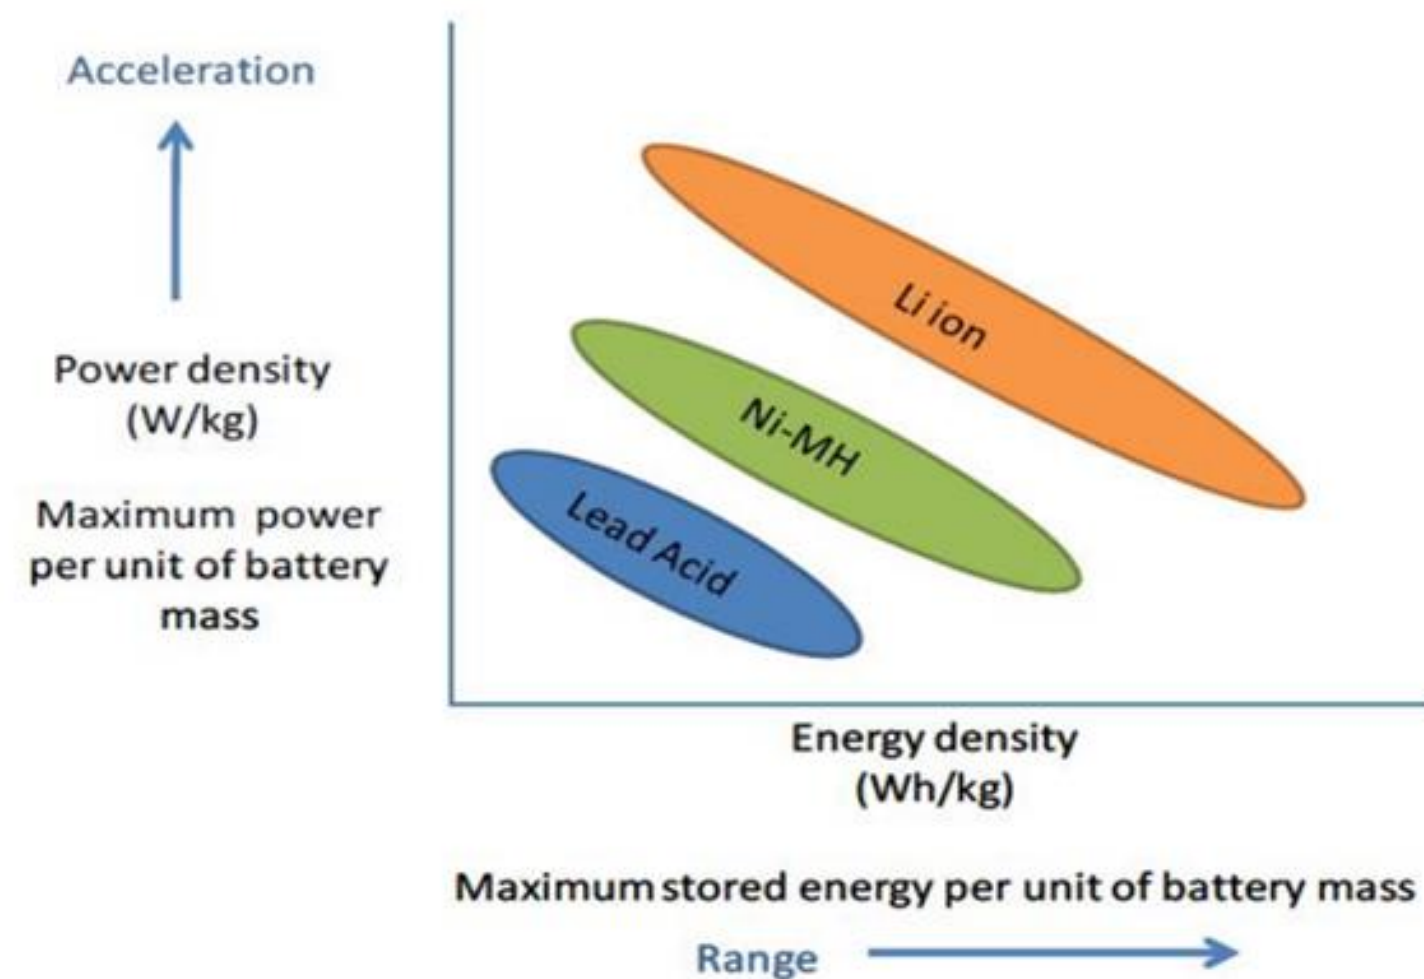 Acceleration
Power density
(W/kg)
Maximum power
per unit of battery
mass
Li ion
Ni-MH
Lead Acid
Energy density
(Wh/kg)
Maximum stored energy per unit of battery mass
Range